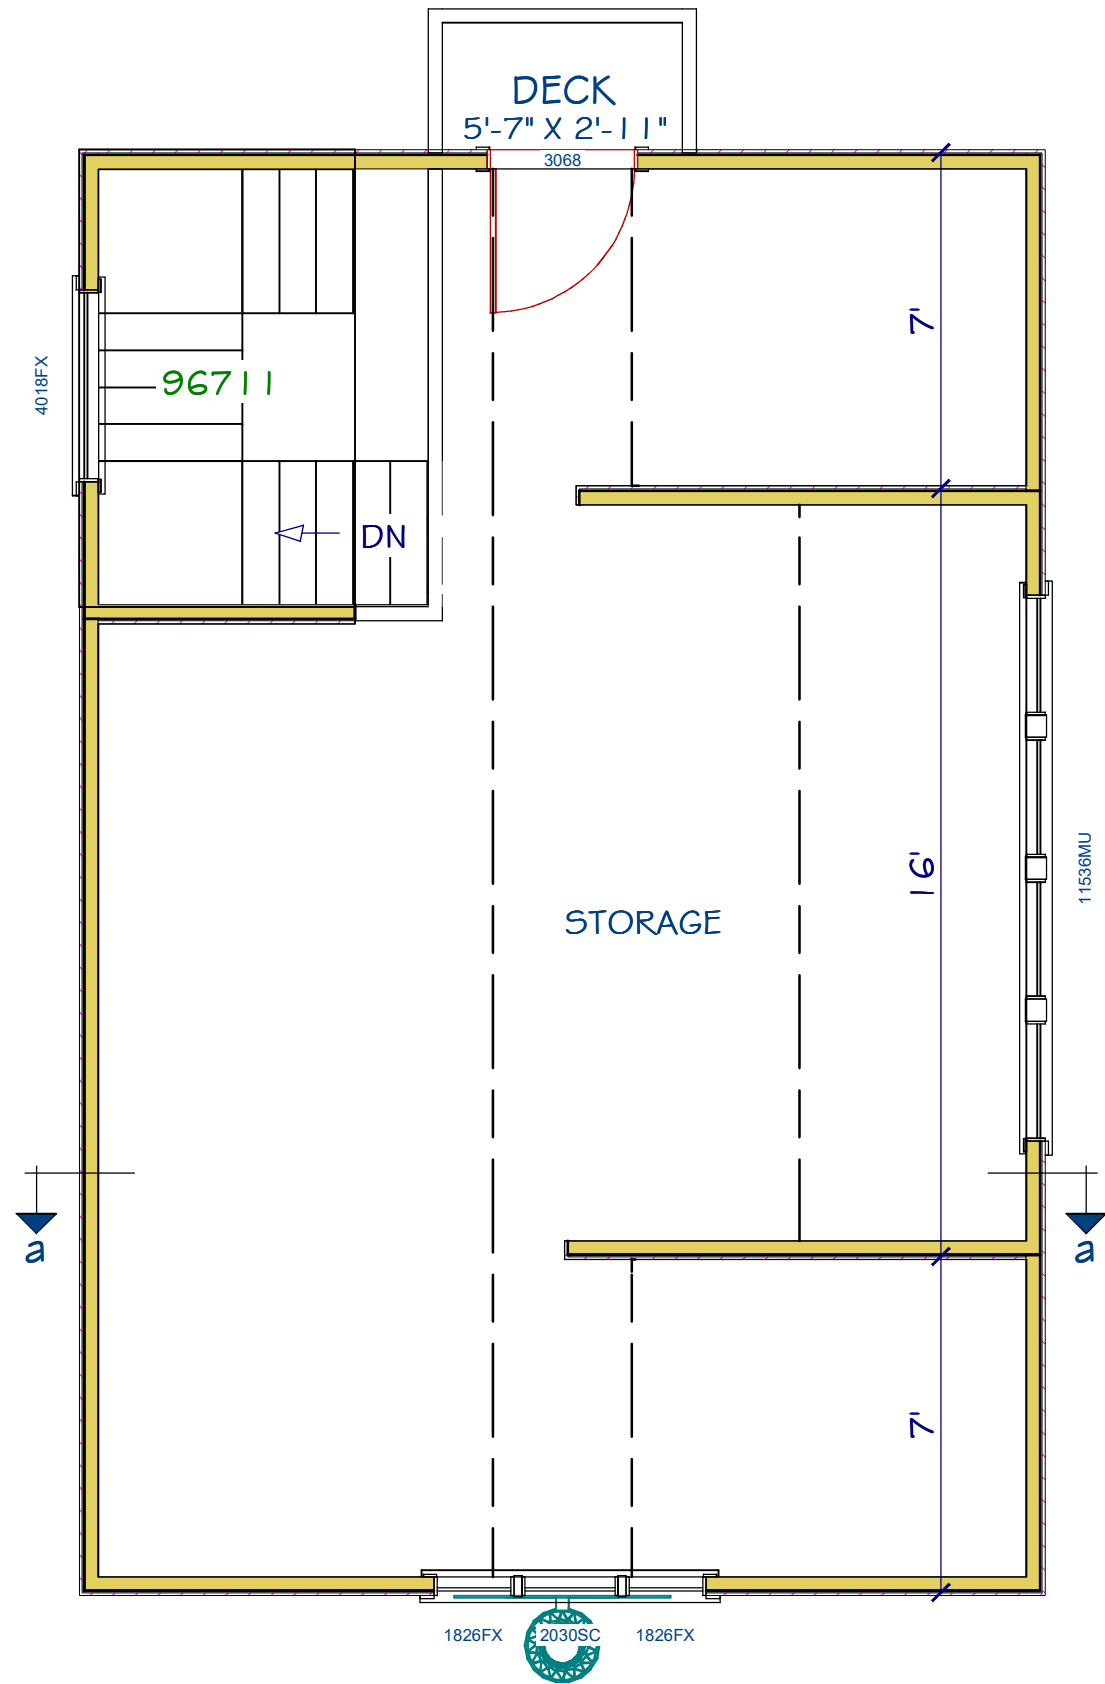 DECK
5'-7" X 2'-11"
3068
7'
4018FX
96711
DN
16'
11536MU
STORAGE
a
a
7'
1826FX
2030SC
1826FX